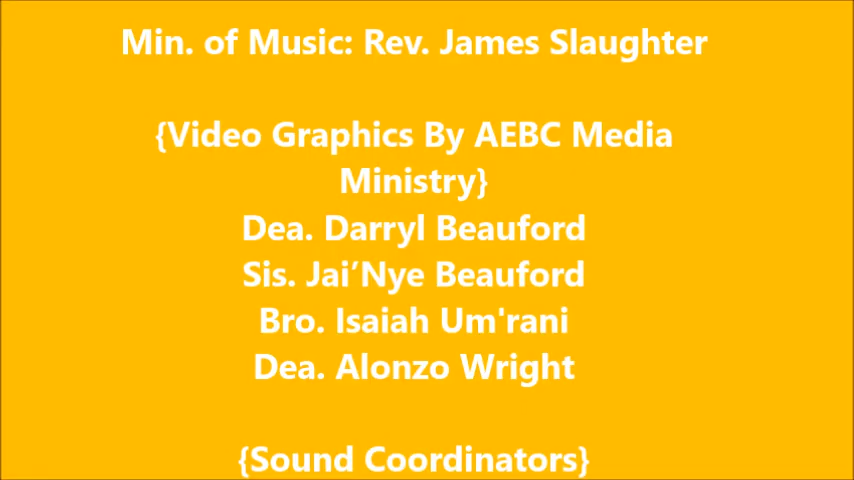 Min. of Music: Rev. James Slaughter
{Video Graphics By AEBC Media
Ministry}
Dea. Darryl Beauford
Sis. Jai’Nye Beauford
Bro. Isaiah Um'rani
Dea. Alonzo Wright
{Sound Coordinators}